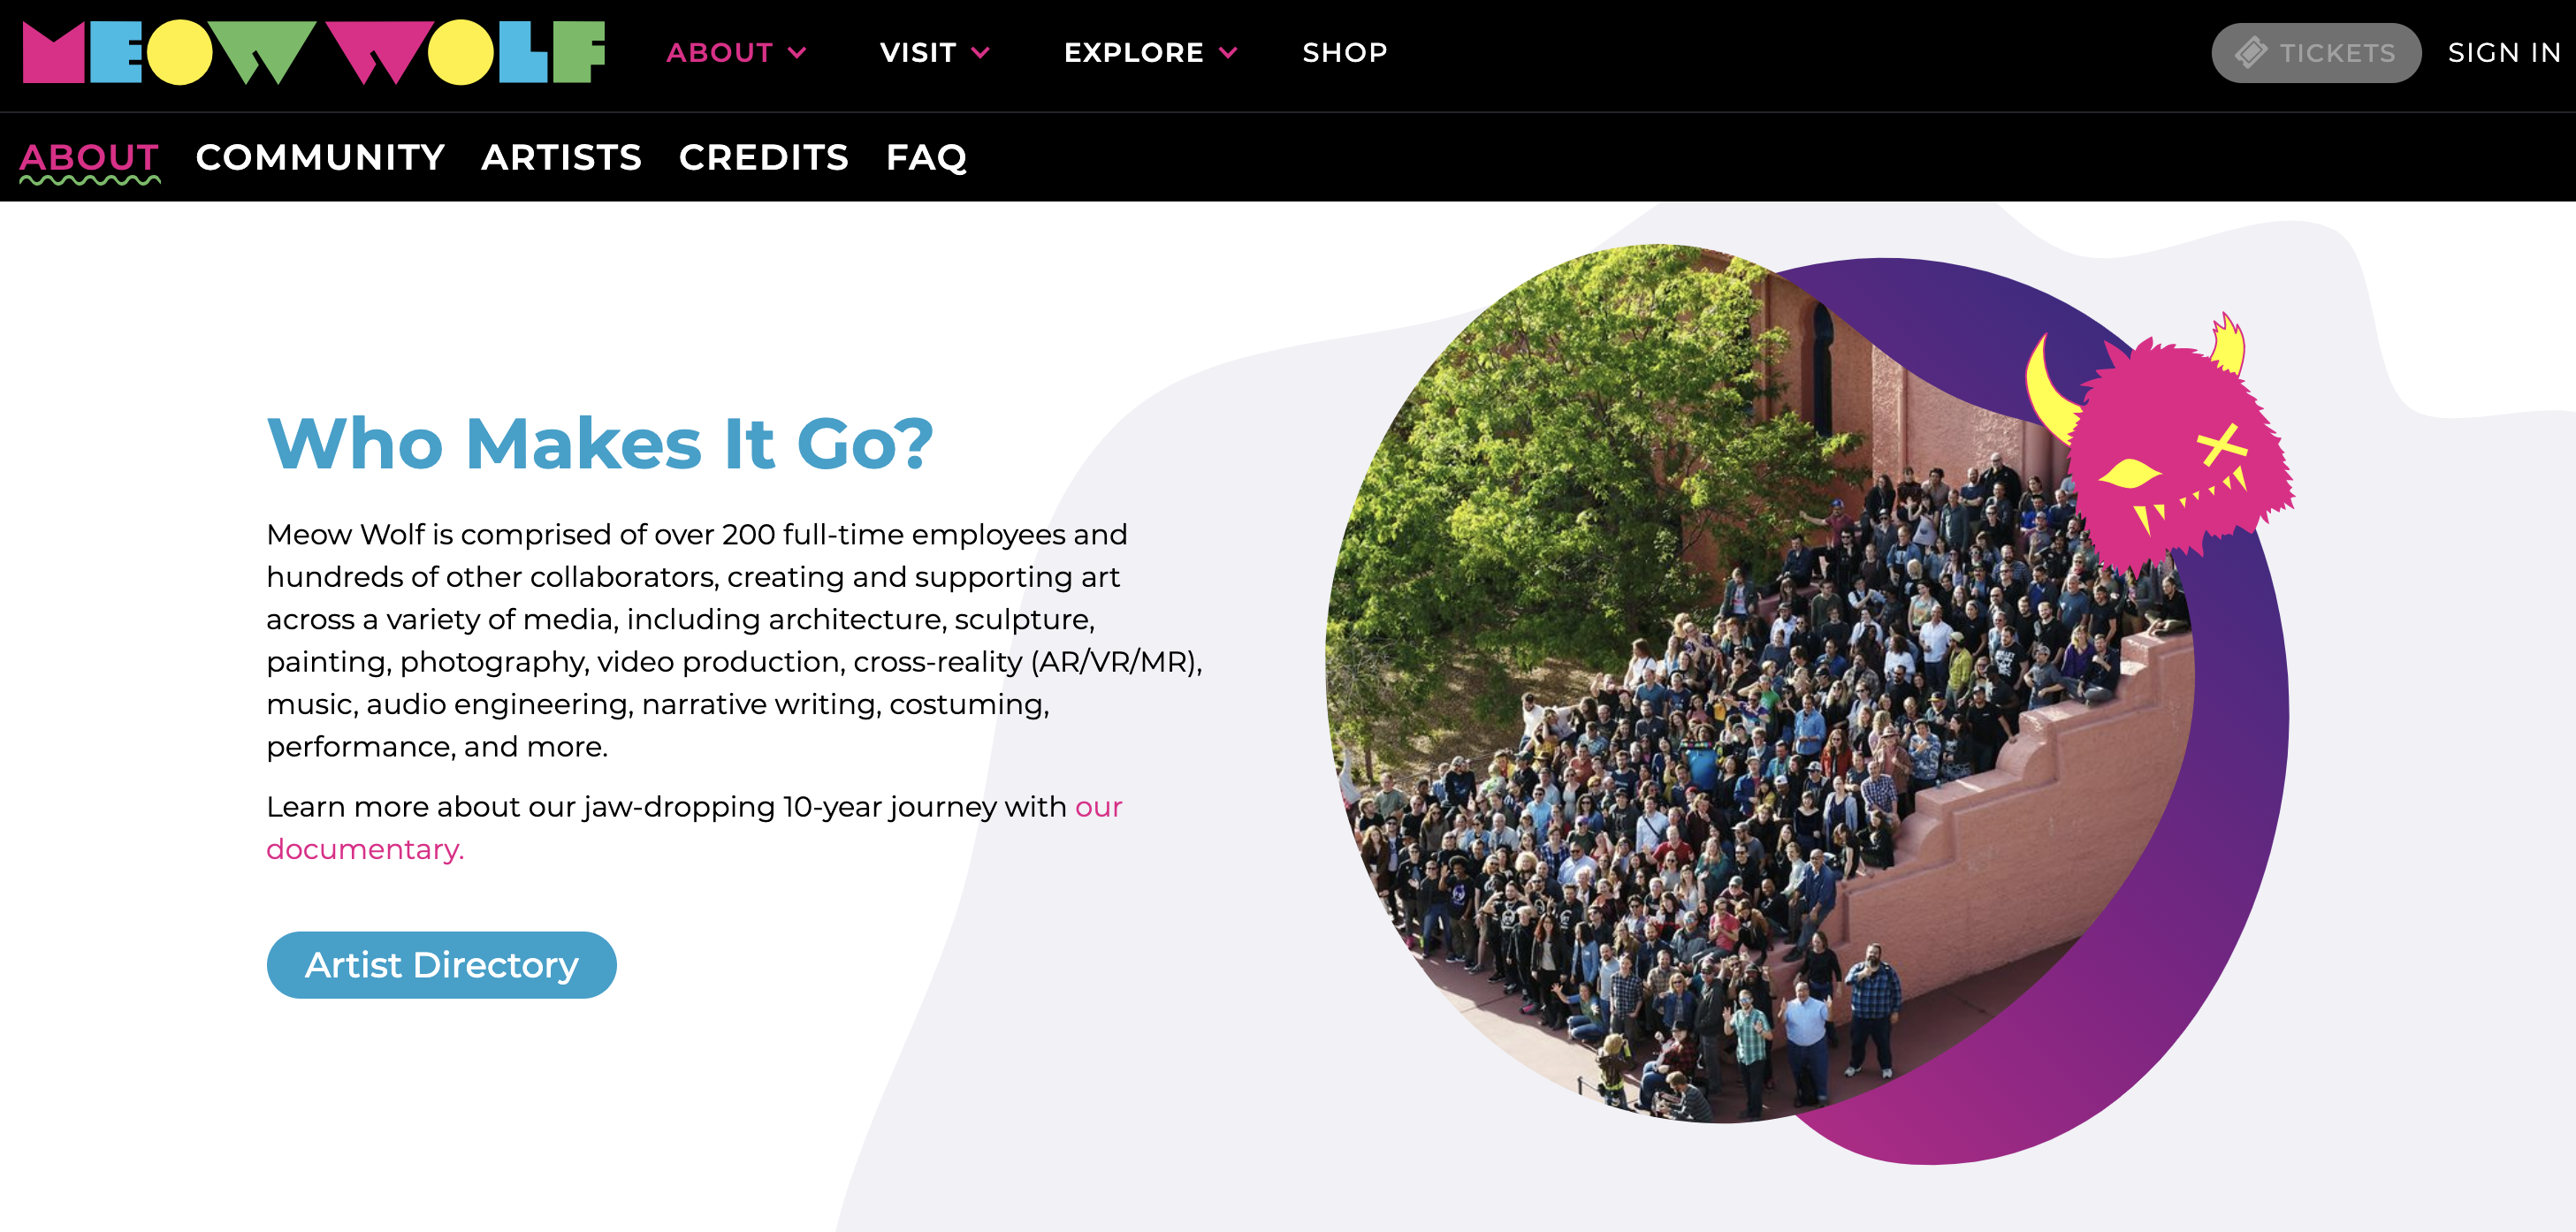 MEOW WOLF
ABOUT VISIT EXPLORE SHOP TICKETS SIGN IN
ABOUT COMMUNITY ARTISTS CREDITS FAQ
Who Makes It Go?
Meow Wolf is comprised of over 200 full-time employees and
hundreds of other collaborators, creating and supporting art
across a variety of media, including architecture, sculpture,
painting, photography, video production, cross-reality (AR/VR/MR),
music, audio engineering, narrative writing, costuming,
performance, and more.
Learn more about our jaw-dropping 10-year journey with our
documentary.
Artist Directory